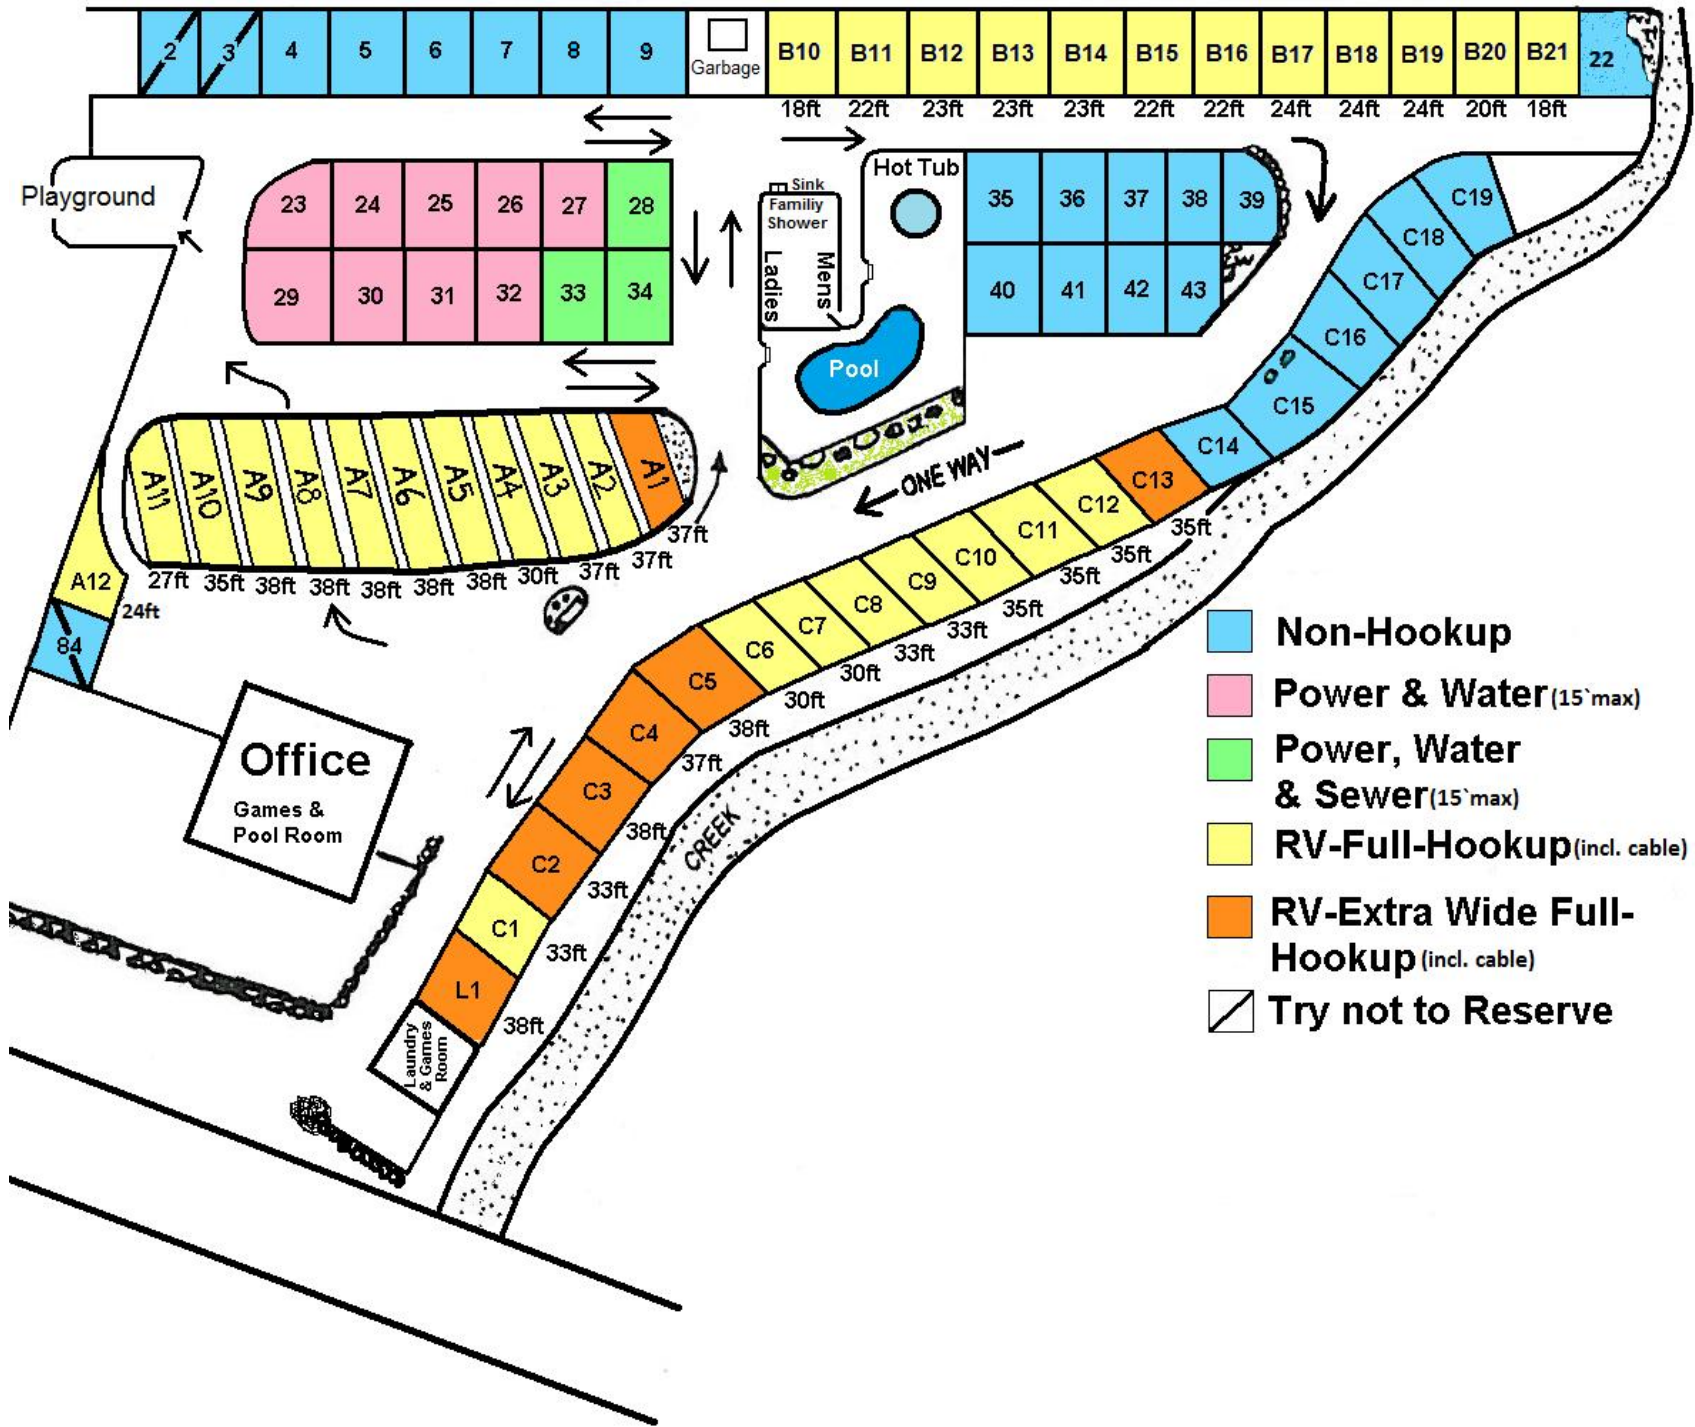 2
3
4
5
6
7
8
9
Garbage
B10
B11
B12
B13
B14
B15
B16
B17
B18
B19
B20
B21
22
18ft
22ft
23ft
23ft
23ft
22ft
22ft
24ft
24ft
24ft
20ft
18ft
Playground
23
24
25
26
27
28
29
30
31
32
33
34
Sink
Familiy
Shower
Ladies
Mens
Hot Tub
Pool
35
36
37
38
39
40
41
42
43
C19
C18
C17
C16
C15
C14
C13
C12
C11
C10
C9
C8
C7
C6
C5
C4
C3
C2
C1
L1
35ft
35ft
35ft
35ft
33ft
33ft
30ft
30ft
38ft
37ft
38ft
33ft
33ft
38ft
ONE WAY
A11
A10
A9
A8
A7
A6
A5
A4
A3
A2
A1
27ft
35ft
38ft
38ft
38ft
38ft
38ft
30ft
37ft
37ft
37ft
A12
24ft
84
Office
Games &
Pool Room
CREEK
Laundry
& Games
Room
Non-Hookup
Power & Water (15`max)
Power, Water
& Sewer (15`max)
RV-Full-Hookup (incl. cable)
RV-Extra Wide Full-
Hookup (incl. cable)
Try not to Reserve